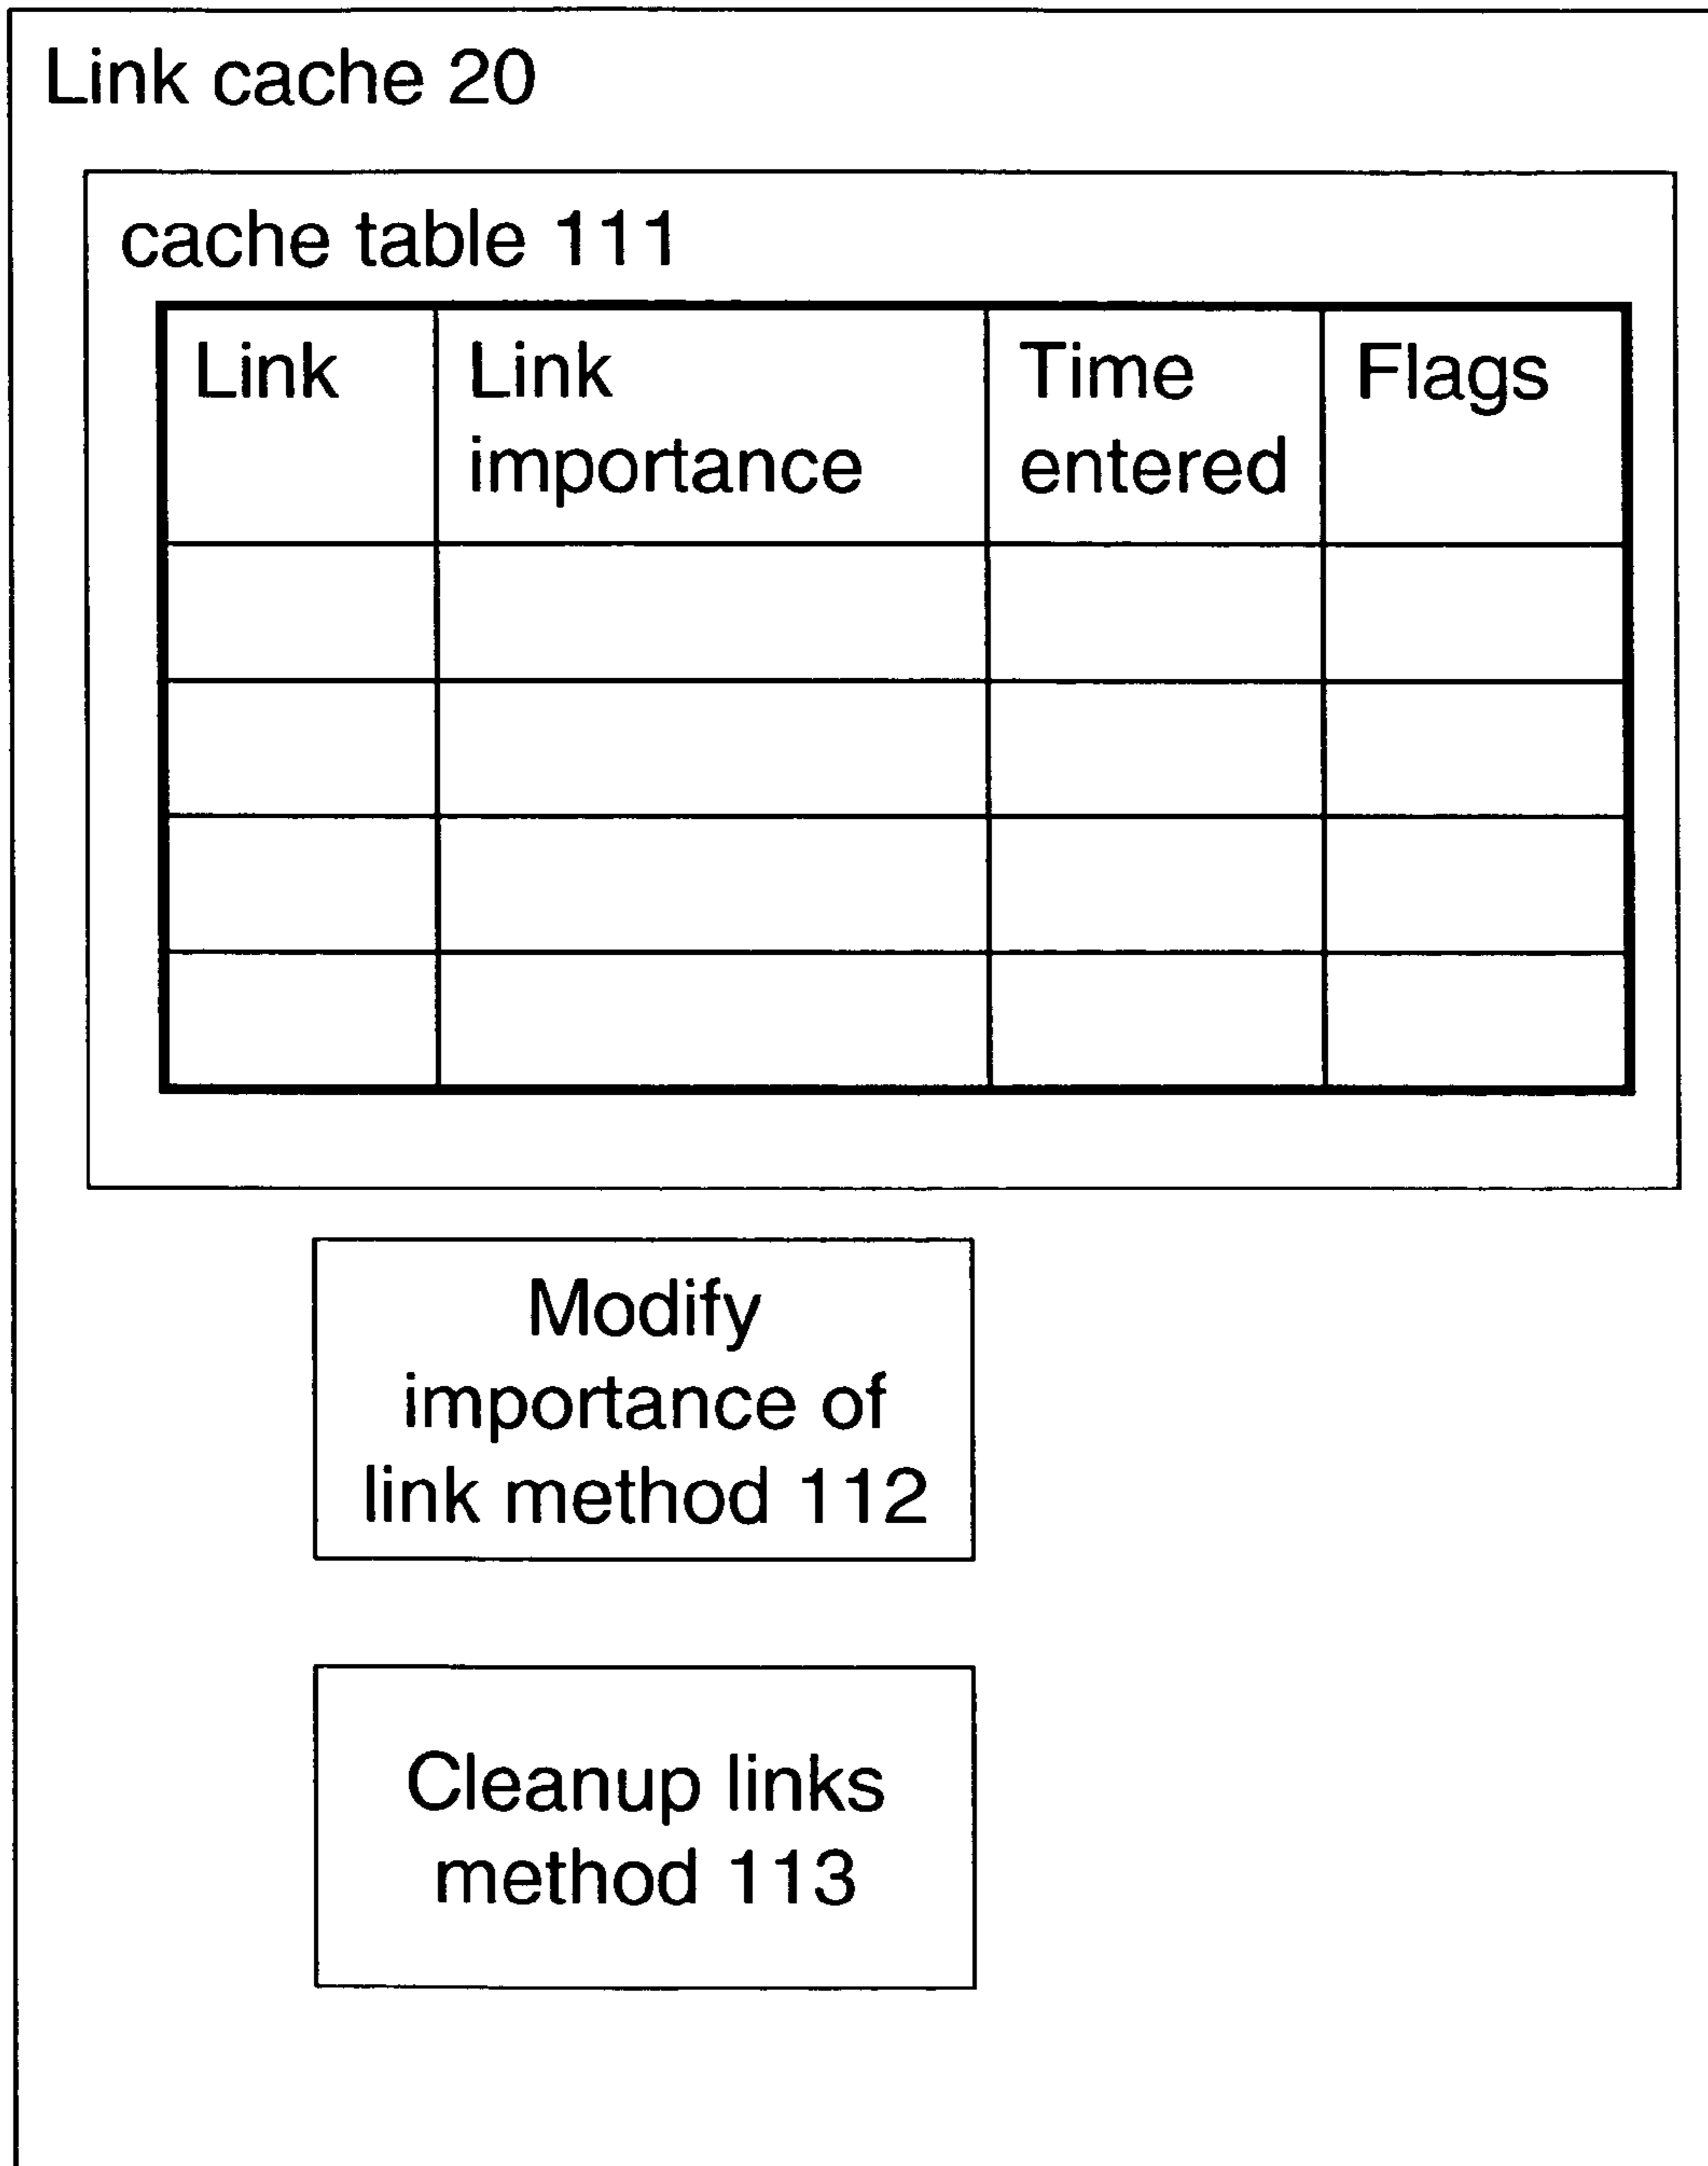 Link cache 20
cache table 111
Link
Link
importance
Time
entered
Flags
Modify
importance of
link method 112
Cleanup links
method 113